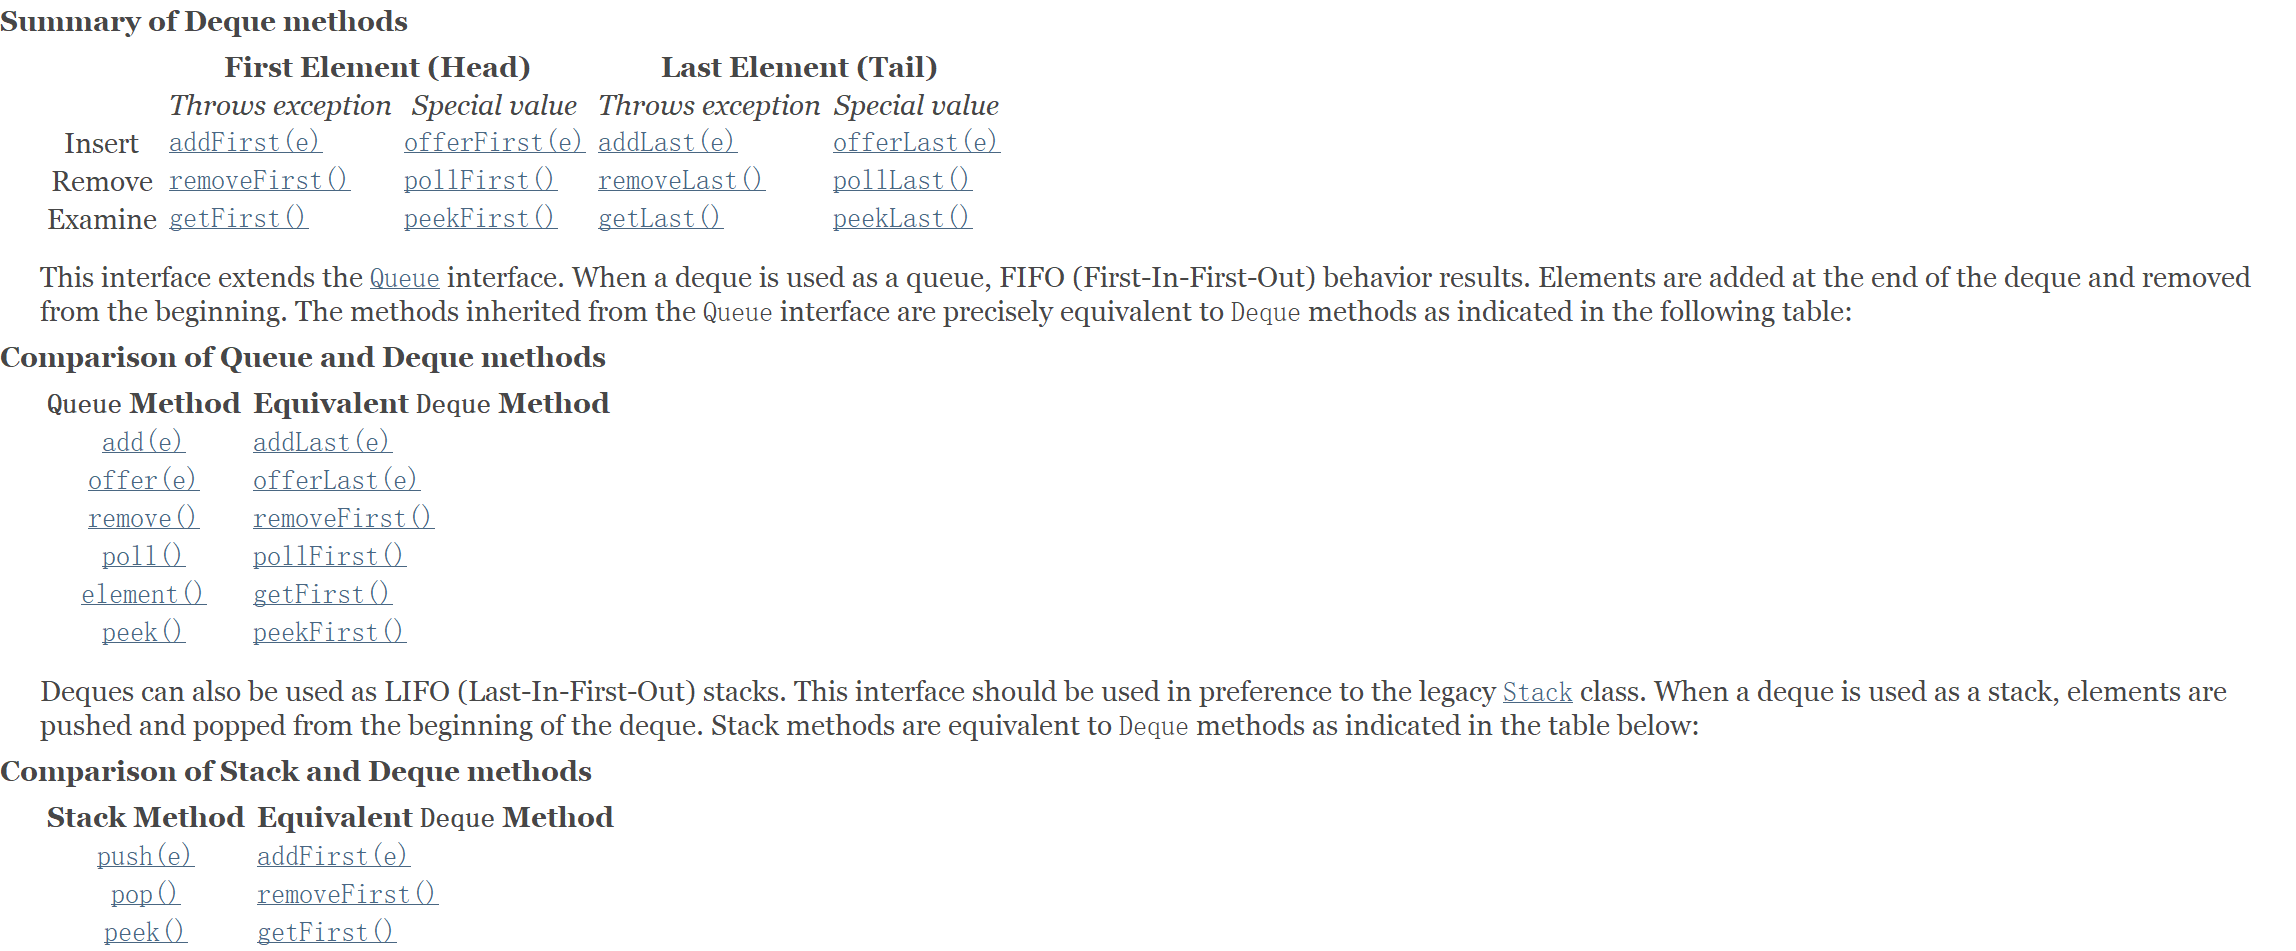 Summary of Deque methods
First Element (Head) Last Element (Tail)
Throws exception Special value Throws exception Special value
Insert addFirst(e) offerFirst(e) addLast(e) offerLast(e)
Remove removeFirst() pollFirst() removeLast() pollLast()
Examine getFirst() peekFirst() getLast() peekLast()
This interface extends the Queue interface. When a deque is used as a queue, FIFO (First-In-First-Out) behavior results. Elements are added at the end of the deque and removed
from the beginning. The methods inherited from the Queue interface are precisely equivalent to Deque methods as indicated in the following table:
Comparison of Queue and Deque methods
Queue Method Equivalent Deque Method
add(e) addLast(e)
offer(e) offerLast(e)
remove() removeFirst()
poll() pollFirst()
element() getFirst()
peek() peekFirst()
Deques can also be used as LIFO (Last-In-First-Out) stacks. This interface should be used in preference to the legacy Stack class. When a deque is used as a stack, elements are
pushed and popped from the beginning of the deque. Stack methods are equivalent to Deque methods as indicated in the table below:
Comparison of Stack and Deque methods
Stack Method Equivalent Deque Method
push(e) addFirst(e)
pop() removeFirst()
peek() getFirst()